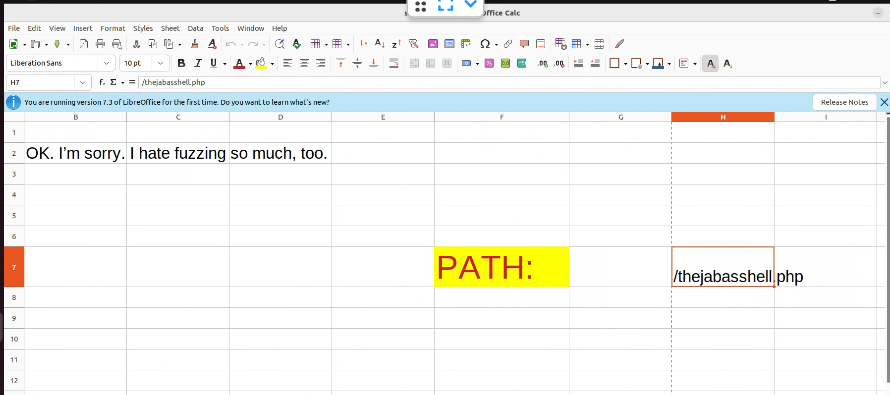 Office Calc
File Edit View Insert Format Styles Sheet Data Tools Window Help
Liberation Sans 10 pt
H7 /thejabasshell.php
You are running version 7.3 of LibreOffice for the first time. Do you want to learn what's new? Release Notes
B C D E F G H I
1
2 OK. I'm sorry. I hate fuzzing so much, too.
3
4
5
6
7 PATH: /thejabasshell.php
8
9
10
11
12